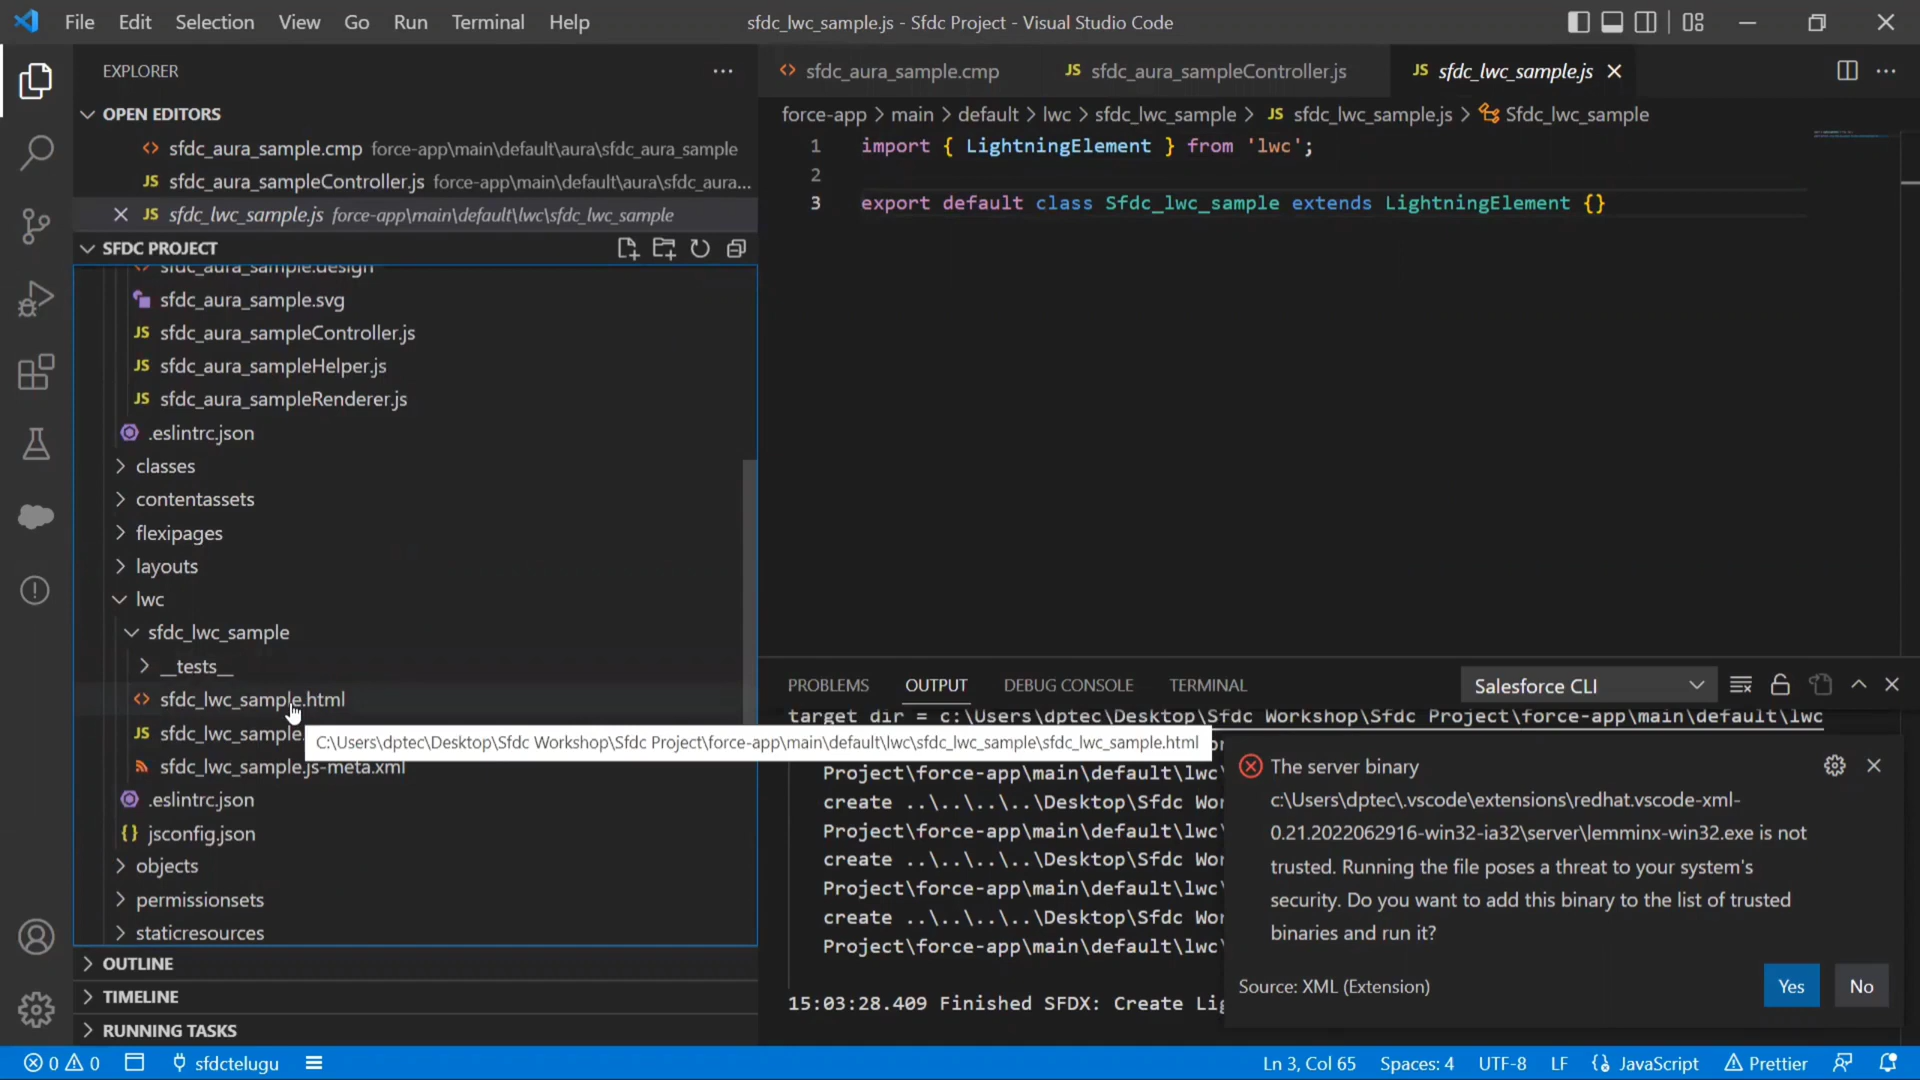 File Edit Selection View Go Run Terminal Help
sfdc_lwc_sample.js - Sfdc Project - Visual Studio Code
EXPLORER
OPEN EDITORS
sfdc_aura_sample.cmp force-app\main\default\aura\sfdc_aura_sample
JS sfdc_aura_sampleController.js force-app\main\default\aura\sfdc_aura...
JS sfdc_lwc_sample.js force-app\main\default\lwc\sfdc_lwc_sample
SFDC PROJECT
sfdc_aura_sample.design
sfdc_aura_sample.svg
JS sfdc_aura_sampleController.js
JS sfdc_aura_sampleHelper.js
JS sfdc_aura_sampleRenderer.js
.eslintrc.json
classes
contentassets
flexipages
layouts
lwc
sfdc_lwc_sample
__tests__
sfdc_lwc_sample.html
JS sfdc_lwc_sample.
sfdc_lwc_sample.js-meta.xml
.eslintrc.json
{} jsconfig.json
objects
permissionsets
staticresources
OUTLINE
TIMELINE
RUNNING TASKS
C:\Users\dptec\Desktop\Sfdc Workshop\Sfdc Project\force-app\main\default\lwc\sfdc_lwc_sample\sfdc_lwc_sample.html
sfdc_aura_sample.cmp
JS sfdc_aura_sampleController.js
JS sfdc_lwc_sample.js
force-app > main > default > lwc > sfdc_lwc_sample > JS sfdc_lwc_sample.js > Sfdc_lwc_sample
1 import { LightningElement } from 'lwc';
2
3 export default class Sfdc_lwc_sample extends LightningElement {}
PROBLEMS OUTPUT DEBUG CONSOLE TERMINAL
Salesforce CLI
target dir = c:\Users\dptec\Desktop\Sfdc Workshop\Sfdc Project\force-app\main\default\lwc
Project\force-app\main\default\lwc\
create ..\..\..\..\Desktop\Sfdc Wor
Project\force-app\main\default\lwc\
create ..\..\..\..\Desktop\Sfdc Wor
Project\force-app\main\default\lwc\
create ..\..\..\..\Desktop\Sfdc Wor
Project\force-app\main\default\lwc\
15:03:28.409 Finished SFDX: Create Lig
The server binary
c:\Users\dptec\.vscode\extensions\redhat.vscode-xml-
0.21.2022062916-win32-ia32\server\lemminx-win32.exe is not
trusted. Running the file poses a threat to your system's
security. Do you want to add this binary to the list of trusted
binaries and run it?
Source: XML (Extension)
Yes
No
0 0
sfdctelugu
Ln 3, Col 65
Spaces: 4
UTF-8
LF
JavaScript
Prettier